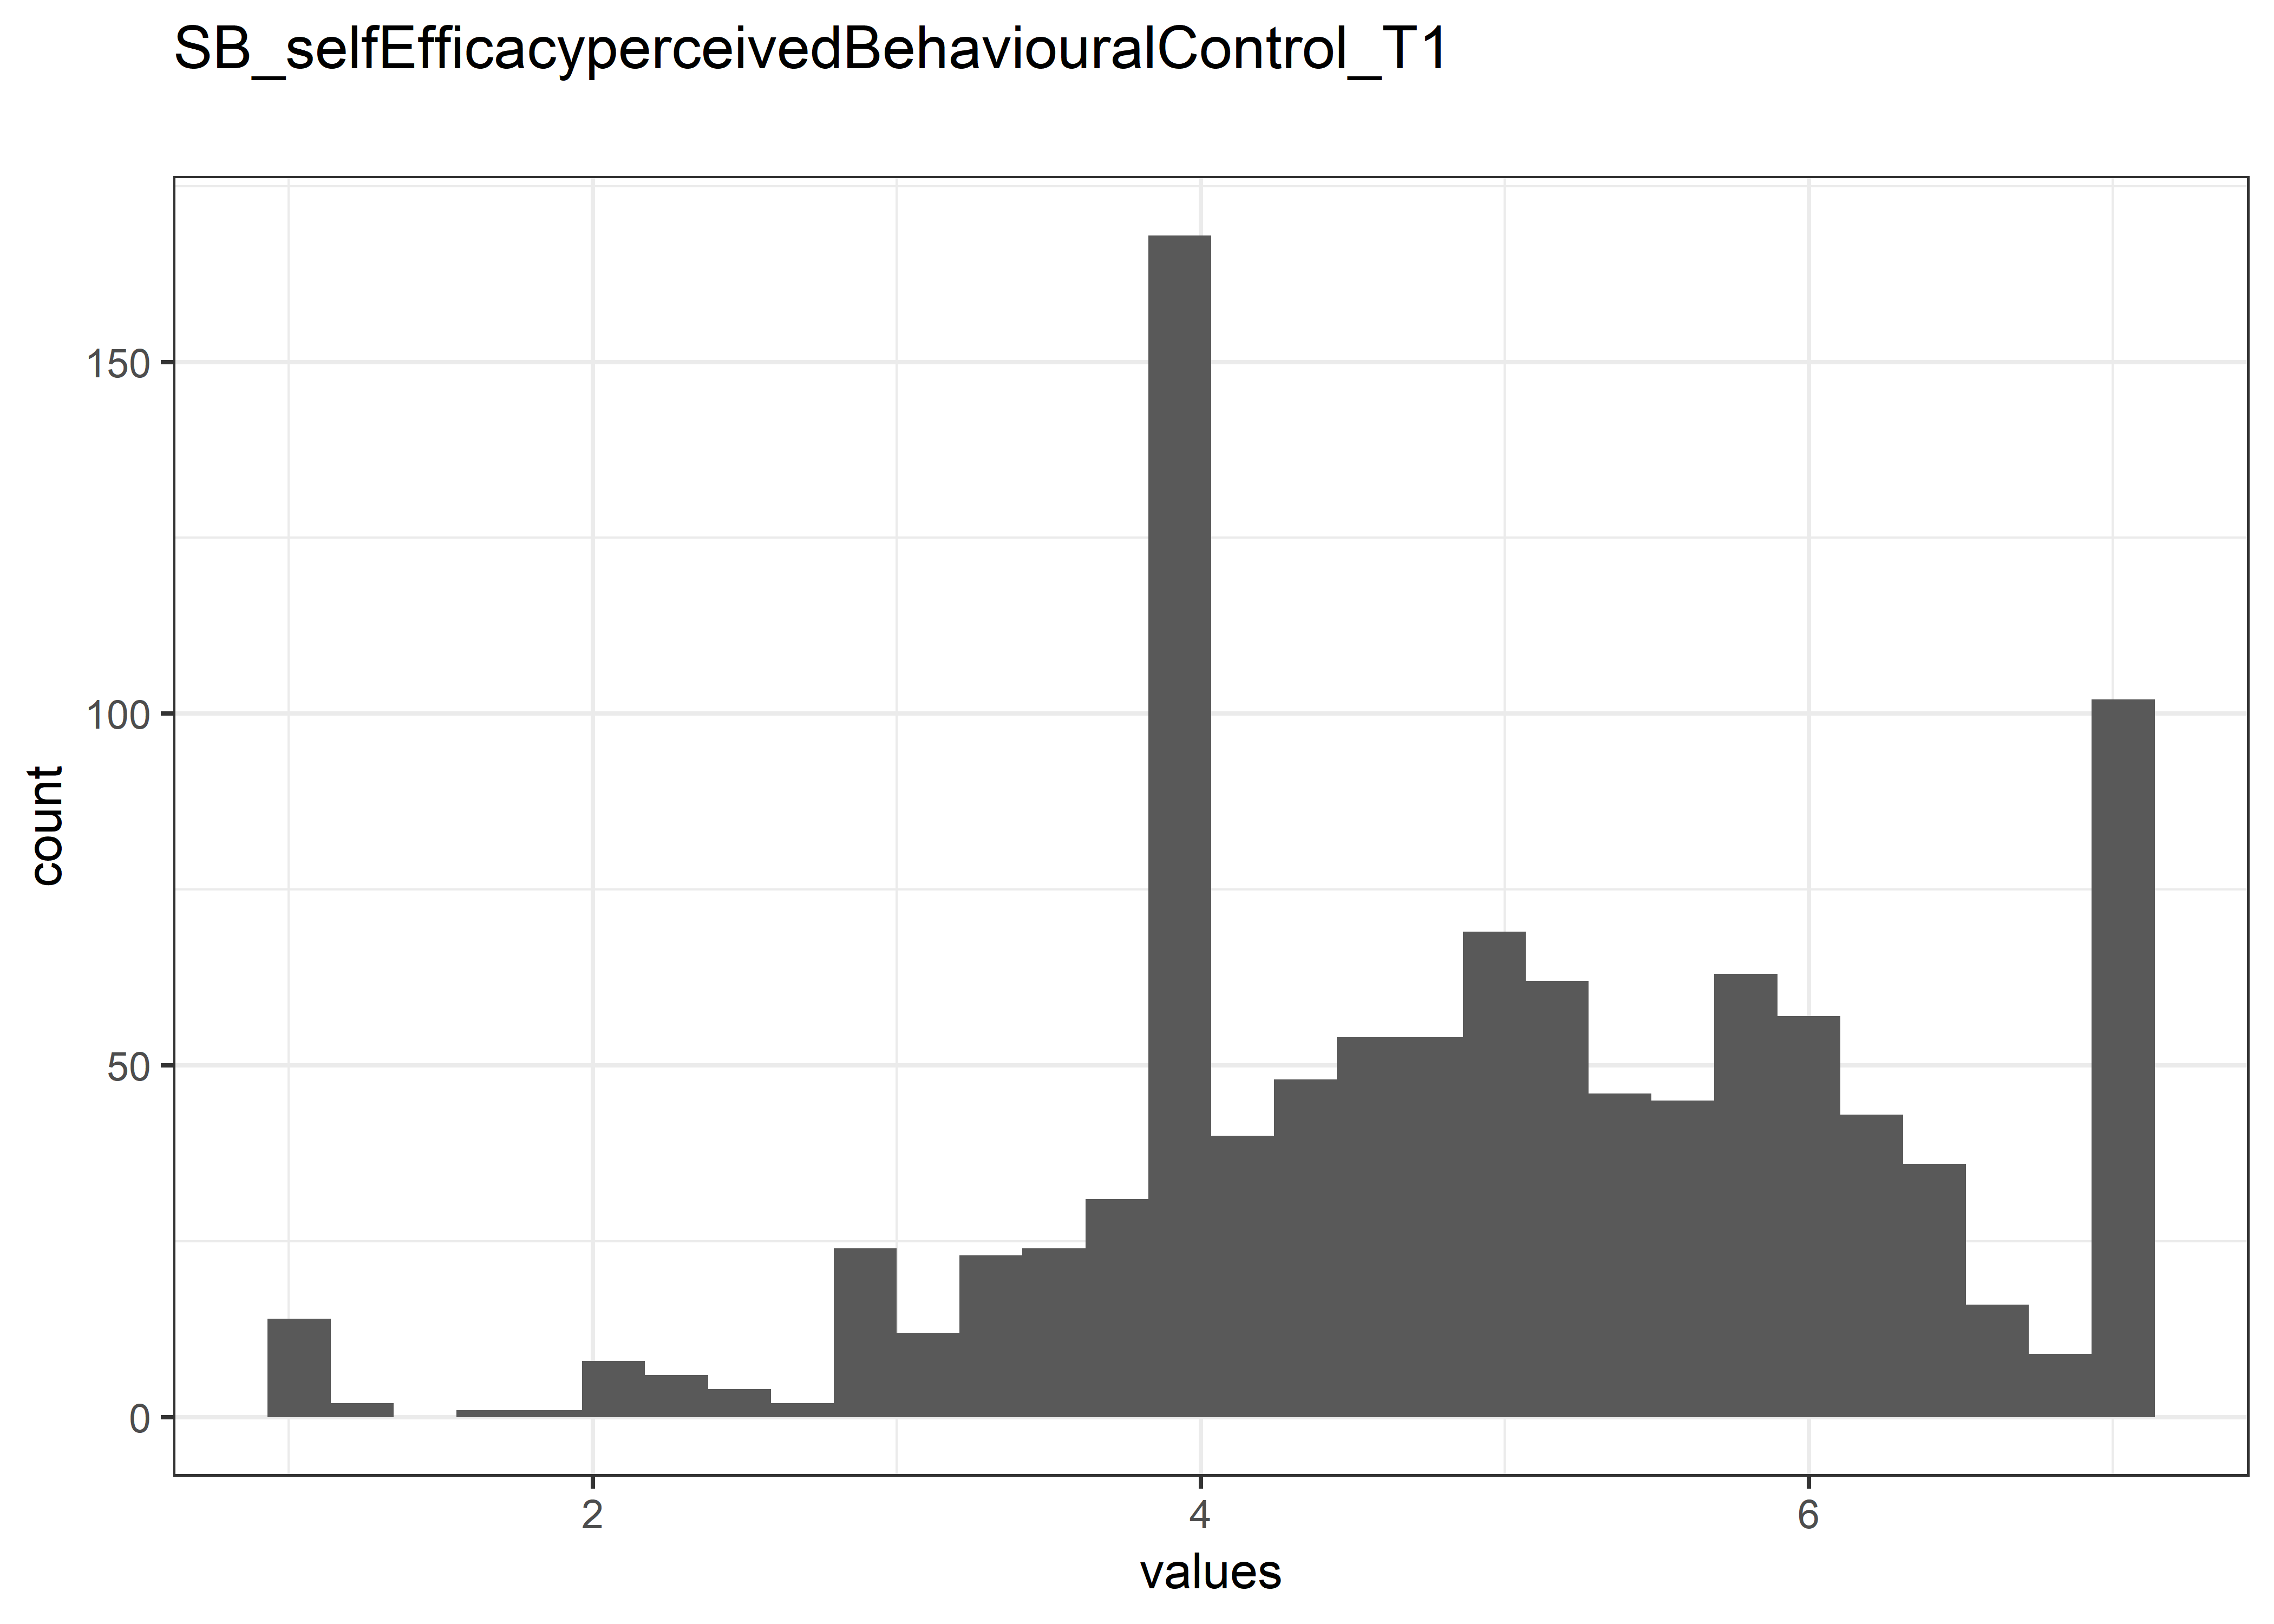 SB_selfEfficacyperceivedBehaviouralControl_T1
150
100
50
0
count
2
4
6
values